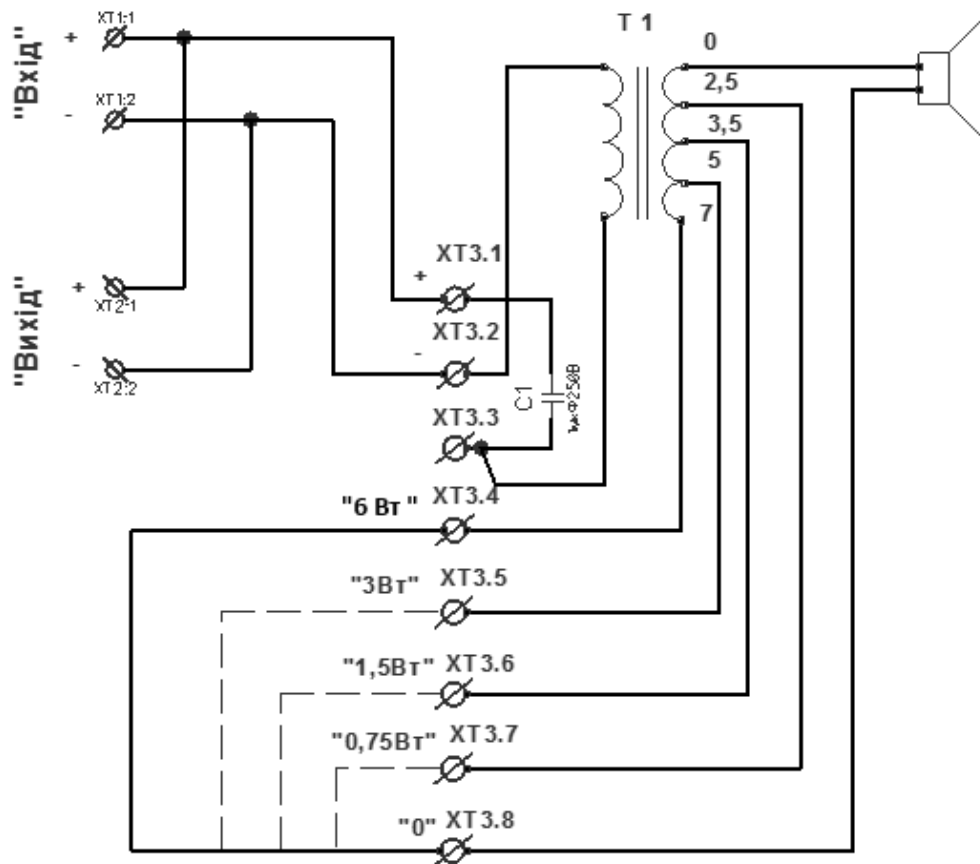 "Вхід"
+
XT1:1
-
XT1:2
"Вихід"
+
XT2:1
-
XT2:2
T 1
0
2,5
3,5
5
7
+
XT3.1
-
XT3.2
XT3.3
C1
1мкФ250В
"6 Вт "
XT3.4
"3Вт"
XT3.5
"1,5Вт"
XT3.6
"0,75Вт"
XT3.7
"0"
XT3.8